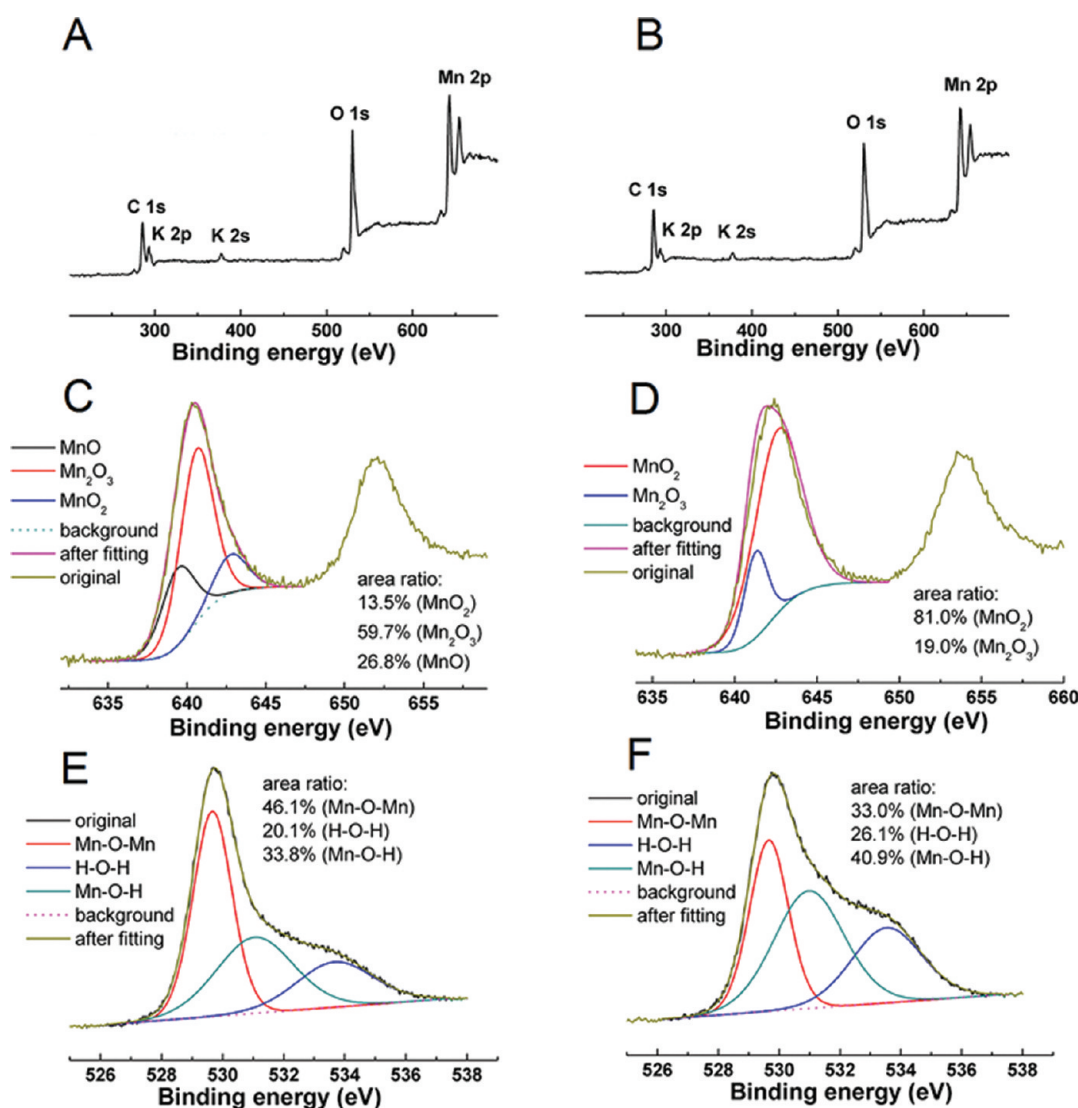 A
Mn 2p
O 1s
C 1s
K 2p
K 2s
300 400 500 600
Binding energy (eV)
B
Mn 2p
O 1s
C 1s
K 2p
K 2s
300 400 500 600
Binding energy (eV)
C
MnO
Mn₂O₃
MnO₂
background
after fitting
original
area ratio:
13.5% (MnO₂)
59.7% (Mn₂O₃)
26.8% (MnO)
635 640 645 650 655
Binding energy (eV)
D
MnO₂
Mn₂O₃
background
after fitting
original
area ratio:
81.0% (MnO₂)
19.0% (Mn₂O₃)
635 640 645 650 655 660
Binding energy (eV)
E
original
Mn-O-Mn
H-O-H
Mn-O-H
background
after fitting
area ratio:
46.1% (Mn-O-Mn)
20.1% (H-O-H)
33.8% (Mn-O-H)
526 528 530 532 534 536 538
Binding energy (eV)
F
original
Mn-O-Mn
H-O-H
Mn-O-H
background
after fitting
area ratio:
33.0% (Mn-O-Mn)
26.1% (H-O-H)
40.9% (Mn-O-H)
526 528 530 532 534 536 538
Binding energy (eV)